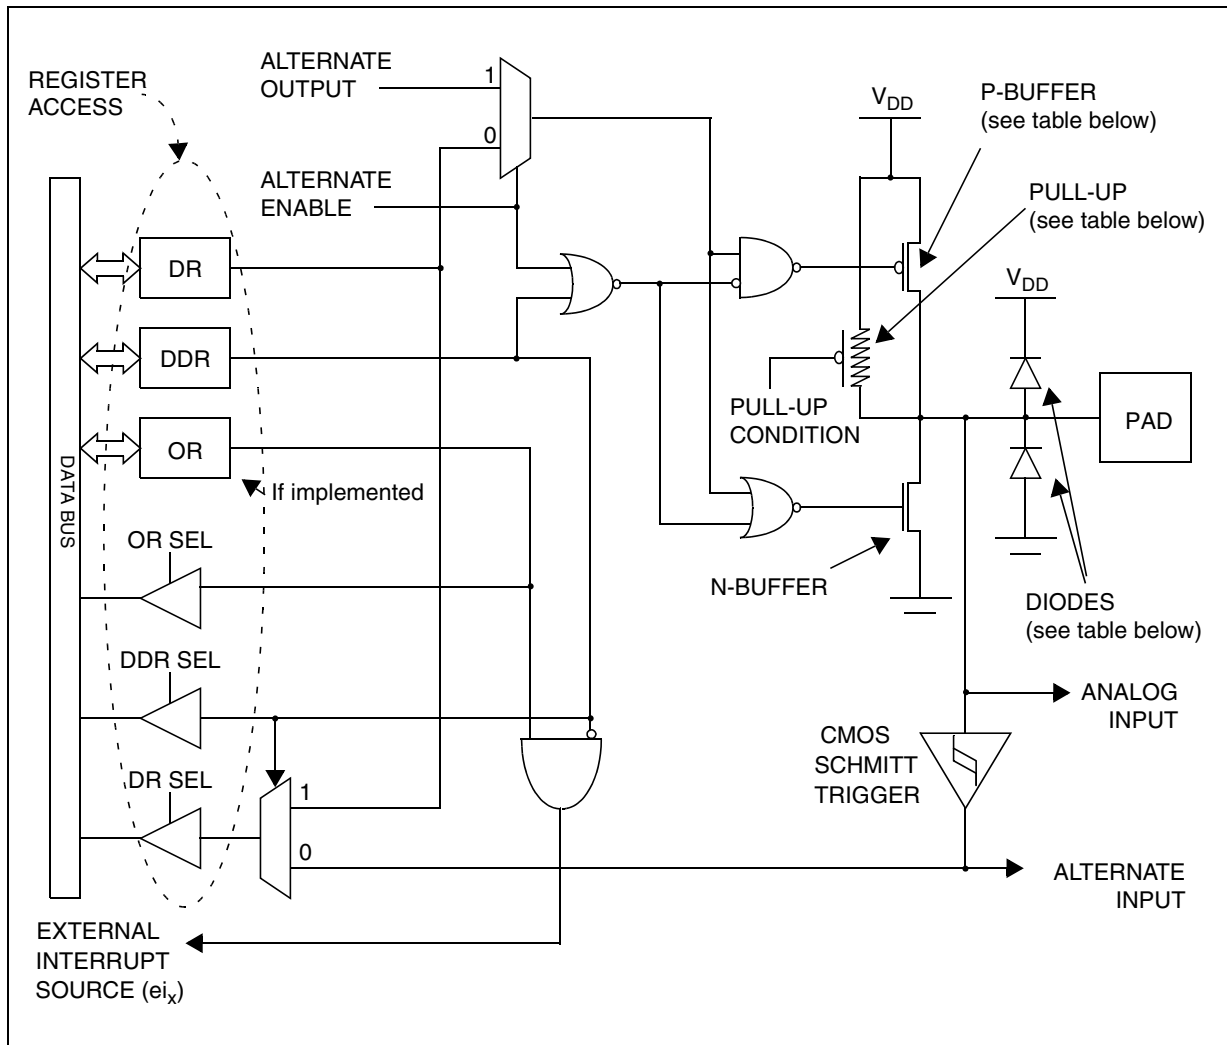 REGISTER
ACCESS
ALTERNATE
OUTPUT
1
0
ALTERNATE
ENABLE
V_DD
P-BUFFER
(see table below)
PULL-UP
(see table below)
DR
DDR
OR
If implemented
DATA BUS
PULL-UP
CONDITION
V_DD
PAD
N-BUFFER
DIODES
(see table below)
OR SEL
DDR SEL
DR SEL
1
0
ANALOG
INPUT
CMOS
SCHMITT
TRIGGER
ALTERNATE
INPUT
EXTERNAL
INTERRUPT
SOURCE (ei_x)